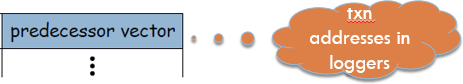 predecessor vector
txn
addresses in
loggers